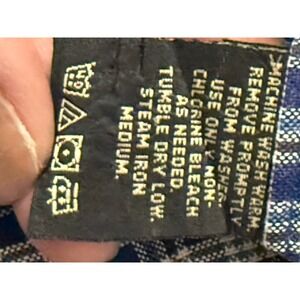 MACHINE WASH WARM
REMOVE PROMPTLY
FROM WASHER.
USE ONLY NON-
CHLORINE BLEACH
AS NEEDED.
TUMBLE DRY LOW.
STEAM IRON
MEDIUM.